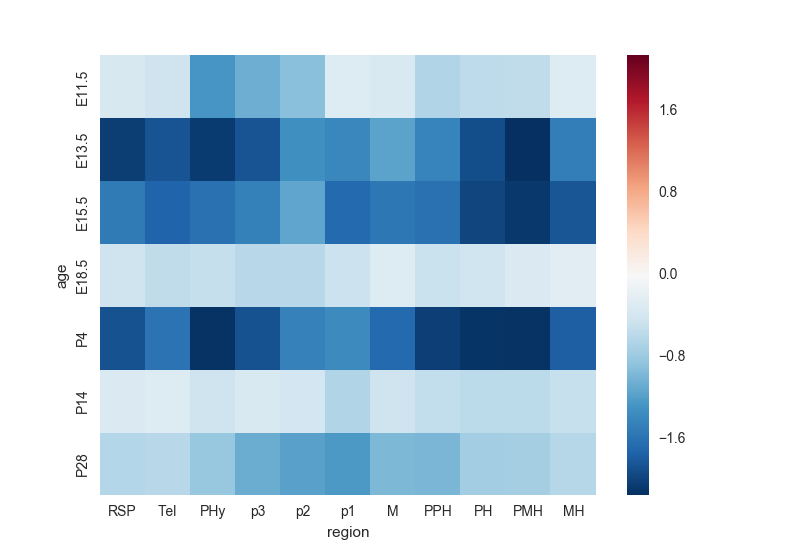 age
E11.5
E13.5
E15.5
E18.5
P4
P14
P28
RSP Tel PHy p3 p2 p1 M PPH PH PMH MH
region
1.6
0.8
0.0
−0.8
−1.6